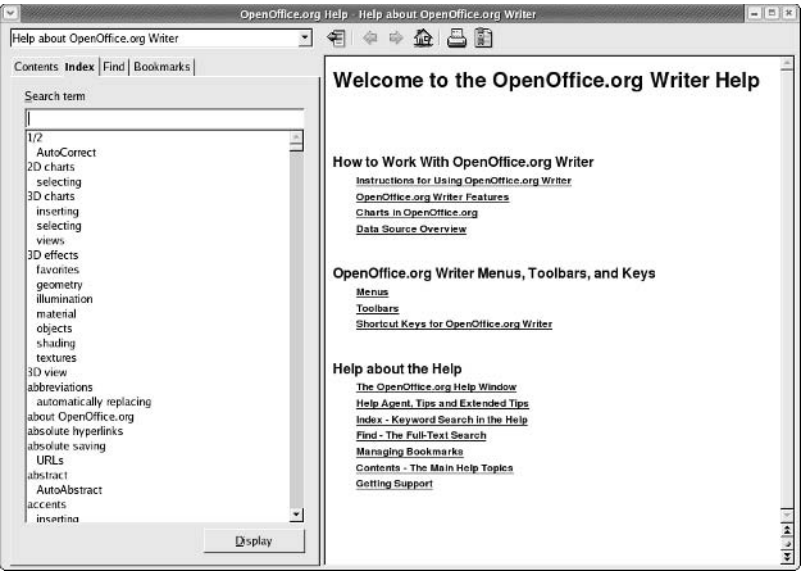 OpenOffice.org Help - Help about OpenOffice.org Writer
Help about OpenOffice.org Writer
Contents Index Find Bookmarks
Search term
1/2
AutoCorrect
2D charts
selecting
3D charts
inserting
selecting
views
3D effects
favorites
geometry
illumination
material
objects
shading
textures
3D view
abbreviations
automatically replacing
about OpenOffice.org
absolute hyperlinks
absolute saving
URLs
abstract
AutoAbstract
accents
inserting
Display
Welcome to the OpenOffice.org Writer Help
How to Work With OpenOffice.org Writer
Instructions for Using OpenOffice.org Writer
OpenOffice.org Writer Features
Charts in OpenOffice.org
Data Source Overview
OpenOffice.org Writer Menus, Toolbars, and Keys
Menus
Toolbars
Shortcut Keys for OpenOffice.org Writer
Help about the Help
The OpenOffice.org Help Window
Help Agent, Tips and Extended Tips
Index - Keyword Search in the Help
Find - The Full-Text Search
Managing Bookmarks
Contents - The Main Help Topics
Getting Support